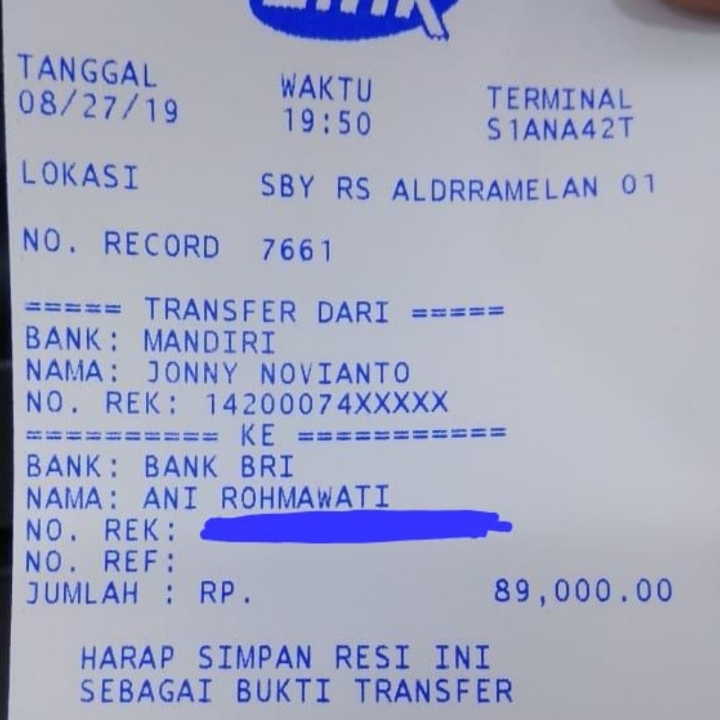 TANGGAL WAKTU TERMINAL
08/27/19 19:50 S1ANA42T
LOKASI SBY RS ALDRRAMELAN 01
NO. RECORD 7661
===== TRANSFER DARI =====
BANK: MANDIRI
NAMA: JONNY NOVIANTO
NO. REK: 14200074XXXXX
========== KE ===========
BANK: BANK BRI
NAMA: ANI ROHMAWATI
NO. REK:
NO. REF:
JUMLAH : RP. 89,000.00
HARAP SIMPAN RESI INI
SEBAGAI BUKTI TRANSFER